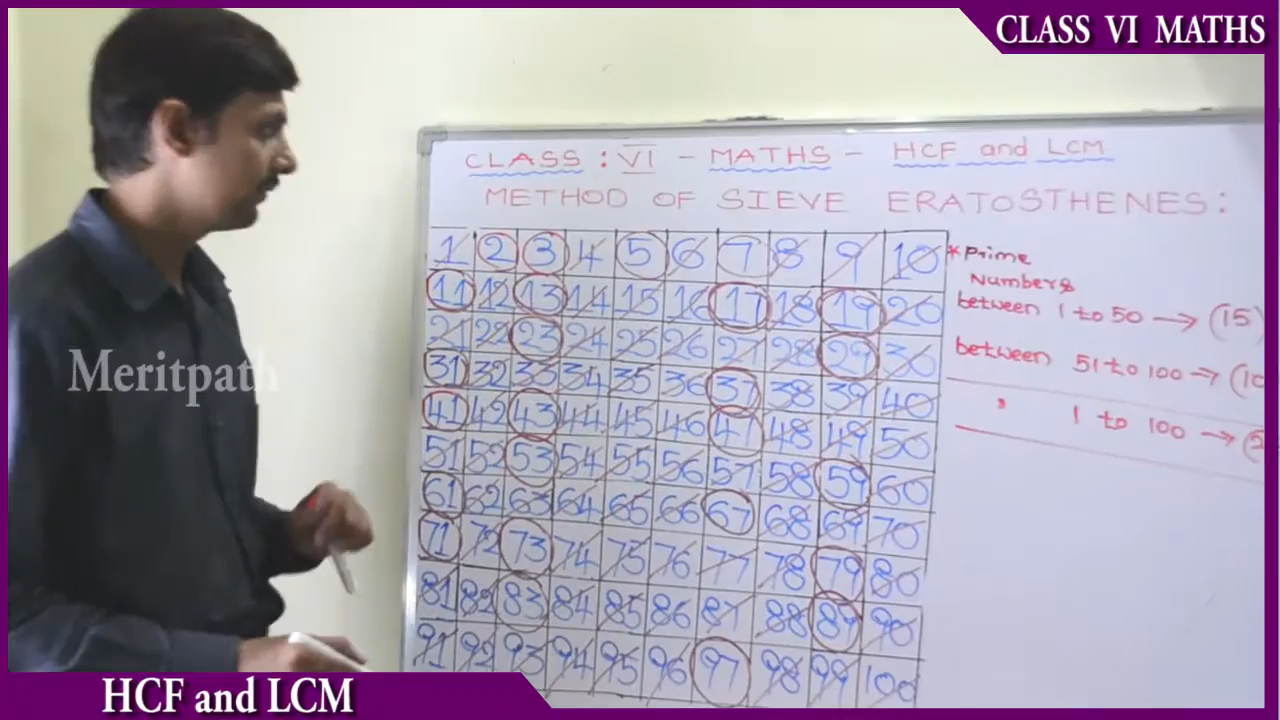 CLASS VI MATHS
CLASS : VI - MATHS - HCF and LCM
METHOD OF SIEVE ERATOSTHENES :
1 2 3 4 5 6 7 8 9 10
11 12 13 14 15 16 17 18 19 20
21 22 23 24 25 26 27 28 29 30
31 32 33 34 35 36 37 38 39 40
41 42 43 44 45 46 47 48 49 50
51 52 53 54 55 56 57 58 59 60
61 62 63 64 65 66 67 68 69 70
71 72 73 74 75 76 77 78 79 80
81 82 83 84 85 86 87 88 89 90
91 92 93 94 95 96 97 98 99 100
* Prime
Numbers
between 1 to 50 → (15)
between 51 to 100 → (10
" 1 to 100 → (2
Meritpath
HCF and LCM